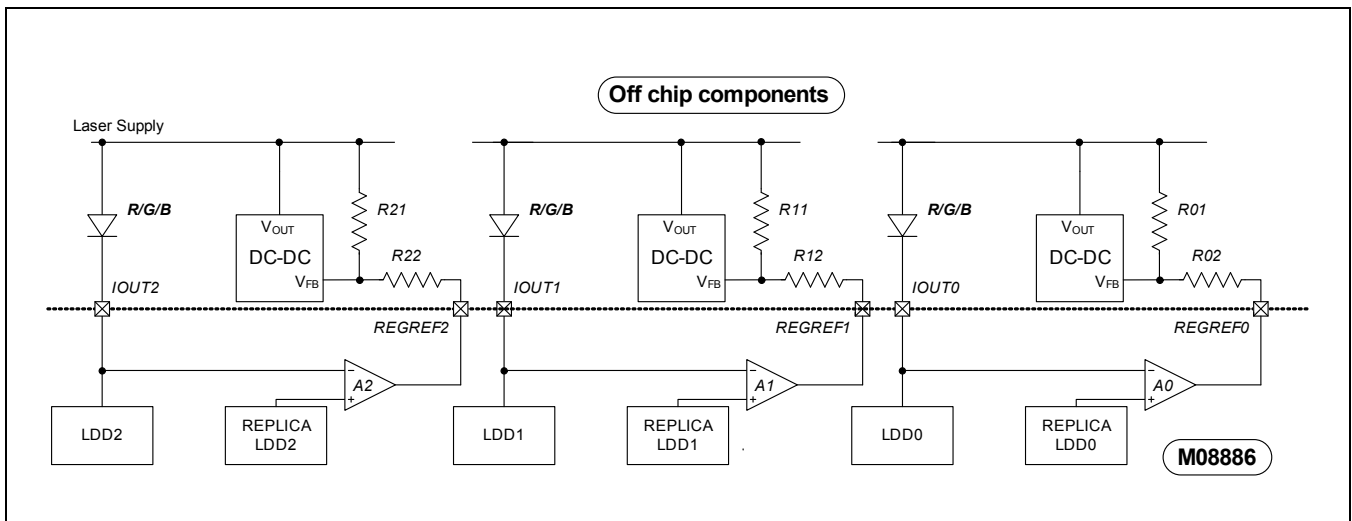 Off chip components
Laser Supply
R/G/B
VOUT
DC-DC
VFB
R21
R22
IOUT2
REGREF2
R/G/B
VOUT
DC-DC
VFB
R11
R12
IOUT1
REGREF1
R/G/B
VOUT
DC-DC
VFB
R01
R02
IOUT0
REGREF0
A2
LDD2
REPLICA
LDD2
A1
LDD1
REPLICA
LDD1
A0
LDD0
REPLICA
LDD0
M08886